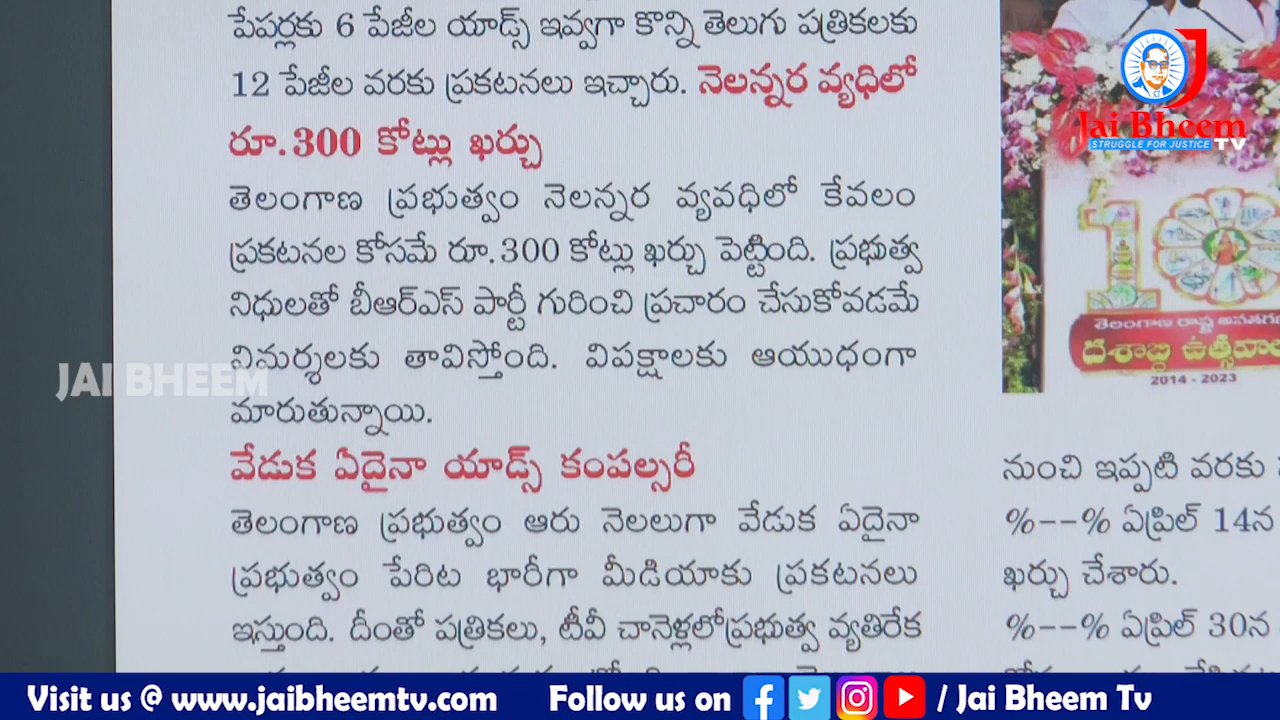 పేపర్లకు 6 పేజీల యాడ్స్ ఇవ్వగా కొన్ని తెలుగు పత్రికలకు
12 పేజీల వరకు ప్రకటనలు ఇచ్చారు. నెలన్నర వ్యధిలో
రూ.300 కోట్లు ఖర్చు
తెలంగాణ ప్రభుత్వం నెలన్నర వ్యవధిలో కేవలం
ప్రకటనల కోసమే రూ.300 కోట్లు ఖర్చు పెట్టింది. ప్రభుత్వ
నిధులతో బీఆర్ఎస్ పార్టీ గురించి ప్రచారం చేసుకోవడమే
వినుర్శలకు తావిస్తోంది. విపక్షాలకు ఆయుధంగా
మారుతున్నాయి.
వేడుక ఏదైనా యాడ్స్ కంపల్సరీ
తెలంగాణ ప్రభుత్వం ఆరు నెలలుగా వేడుక ఏదైనా
ప్రభుత్వం పేరిట భారీగా మీడియాకు ప్రకటనలు
ఇస్తుంది. దీంతో పత్రికలు, టీవీ చానెళ్లలోప్రభుత్వ వ్యతిరేక
J
Jai Bheem
STRUGGLE FOR JUSTICE TV
10
తెలంగాణ రాష్ట్ర
దశాబ్ది ఉత్సవాల
2014 - 2023
నుంచి ఇప్పటి వరకు
%--% ఏప్రిల్ 14న
ఖర్చు చేశారు.
%--% ఏప్రిల్ 30న
JAI BHEEM
Visit us @ www.jaibheemtv.com Follow us on / Jai Bheem Tv